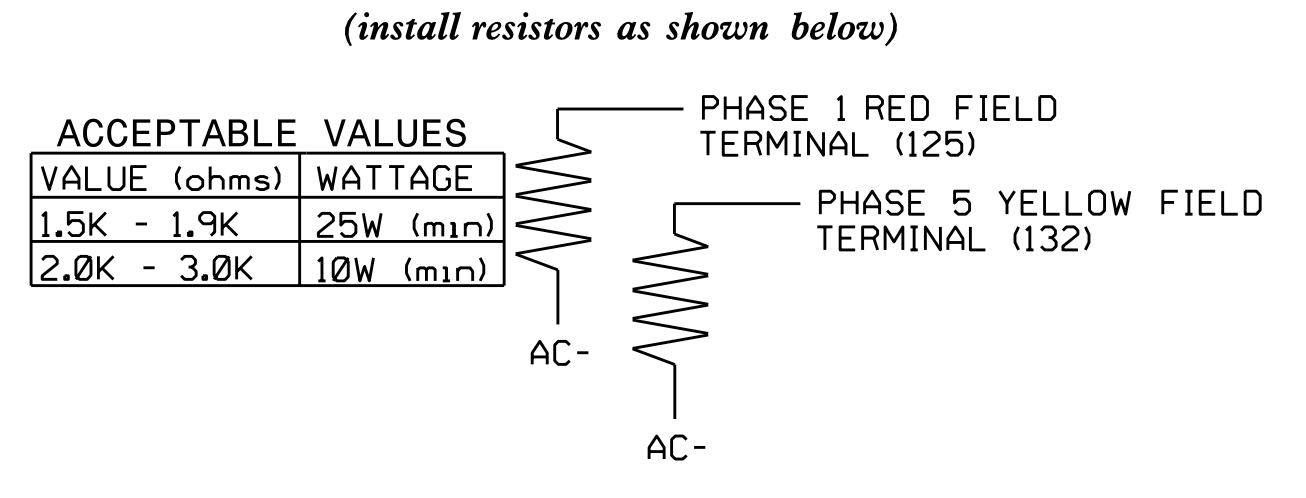 (install resistors as shown below)
ACCEPTABLE VALUES
VALUE (ohms) WATTAGE
1.5K - 1.9K 25W (min)
2.0K - 3.0K 10W (min)
PHASE 1 RED FIELD
TERMINAL (125)
AC-
PHASE 5 YELLOW FIELD
TERMINAL (132)
AC-